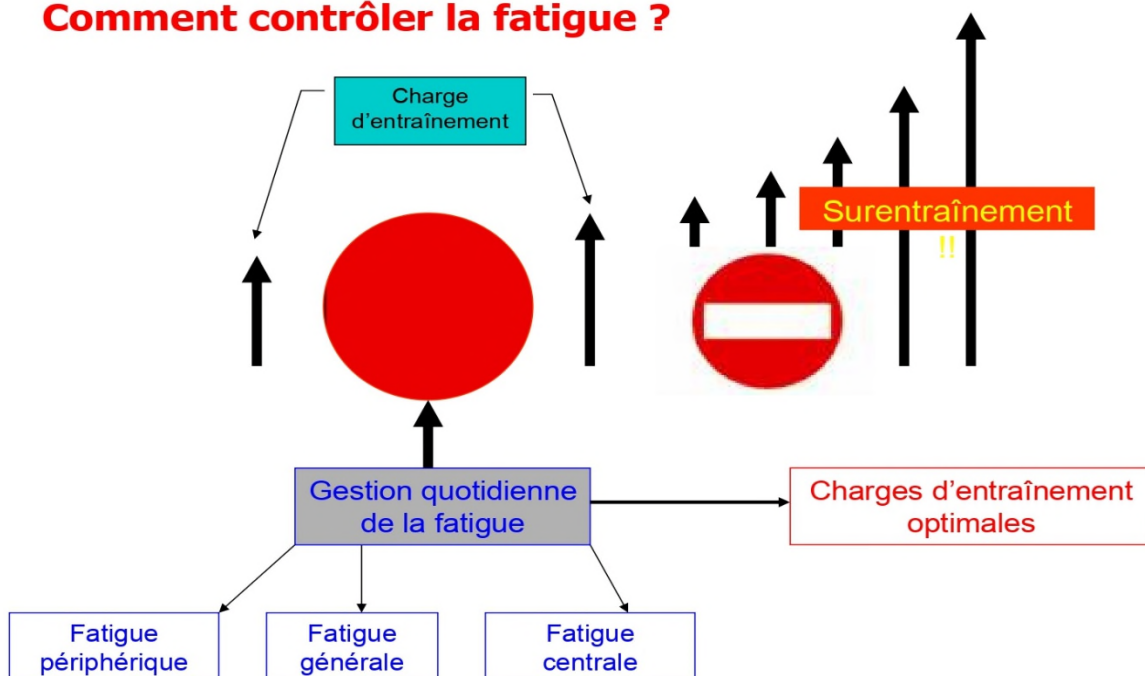 Comment contrôler la fatigue ?
Charge
d'entraînement
Surentraînement
!!
Gestion quotidienne
de la fatigue
Charges d'entraînement
optimales
Fatigue
périphérique
Fatigue
générale
Fatigue
centrale